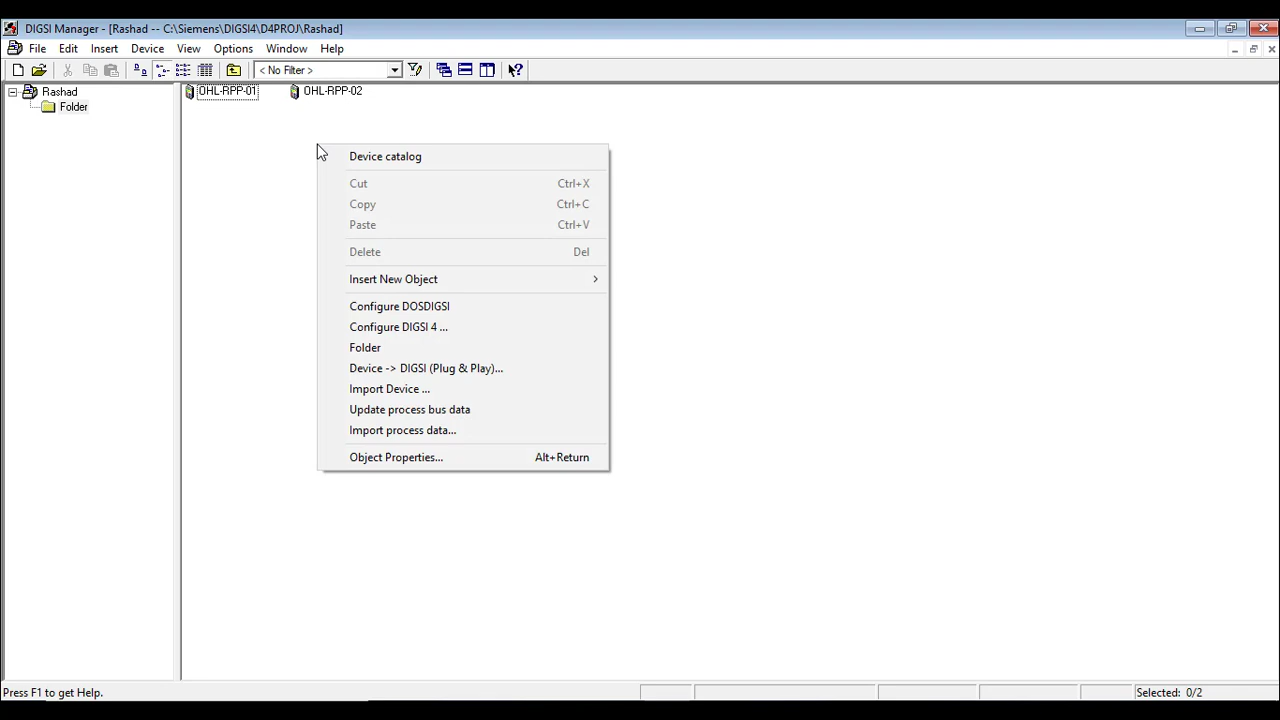 DIGSI Manager - [Rashad -- C:\Siemens\DIGSI4\D4PROJ\Rashad]
File Edit Insert Device View Options Window Help
< No Filter >
Rashad
Folder
OHL-RPP-01 OHL-RPP-02
Device catalog
Cut Ctrl+X
Copy Ctrl+C
Paste Ctrl+V
Delete Del
Insert New Object
Configure DOSDIGSI
Configure DIGSI 4 ...
Folder
Device -> DIGSI (Plug & Play)...
Import Device ...
Update process bus data
Import process data...
Object Properties... Alt+Return
Press F1 to get Help. Selected: 0/2